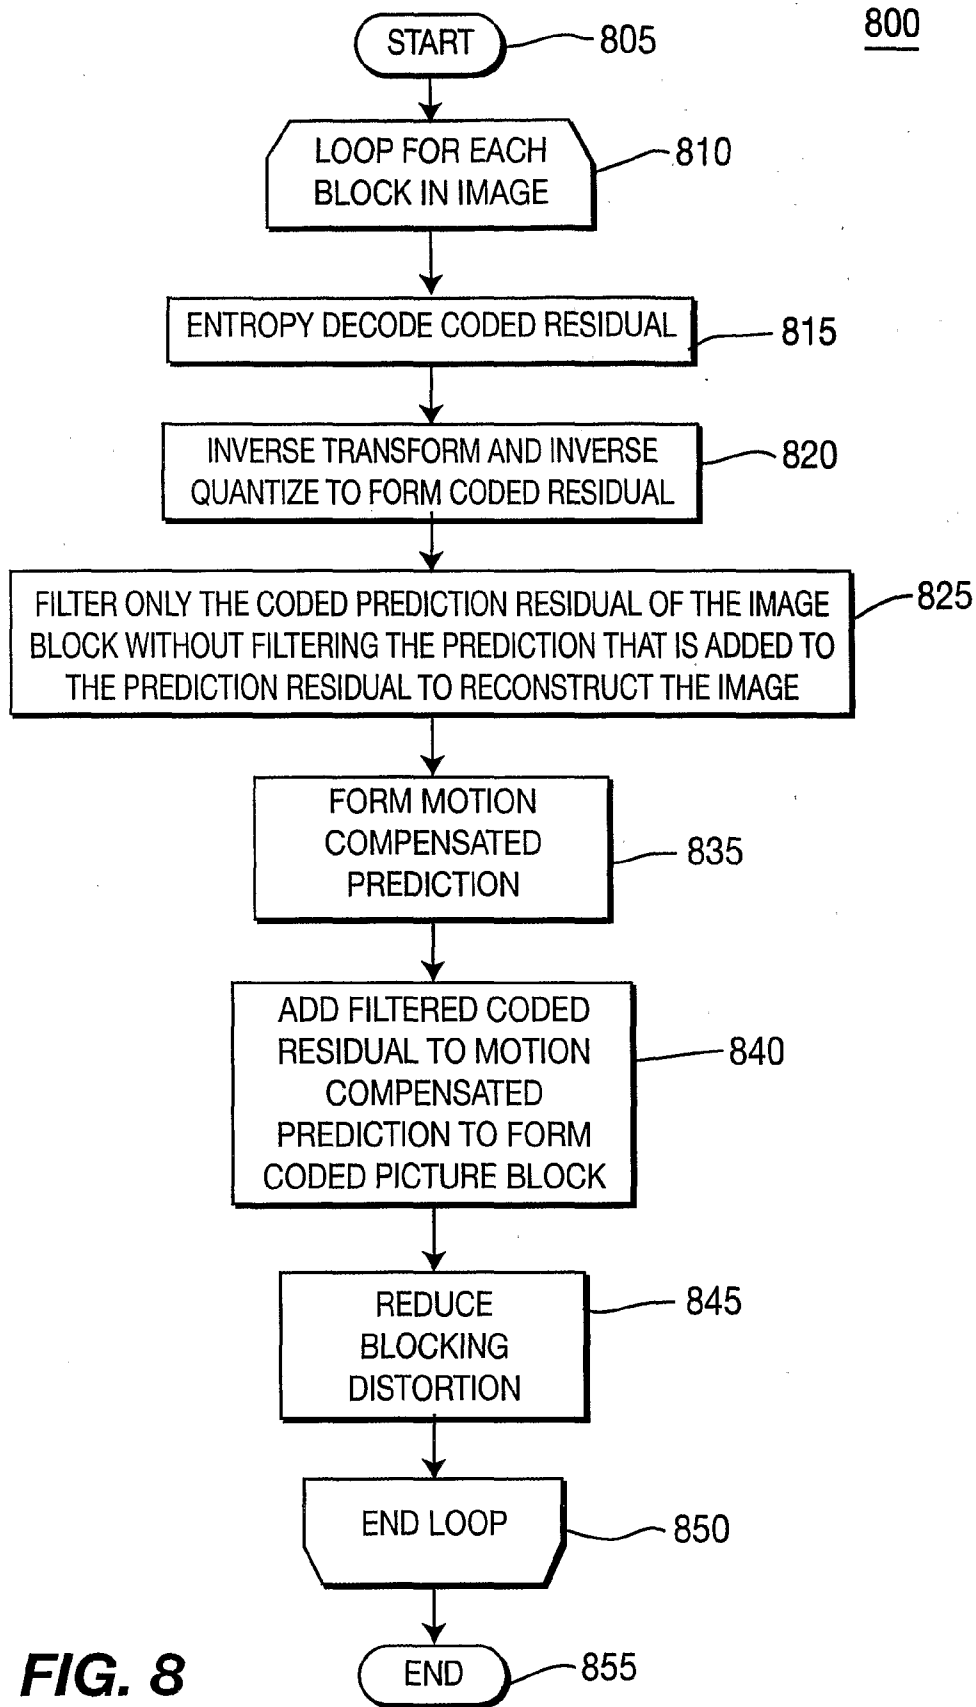 800
START
805
LOOP FOR EACH
BLOCK IN IMAGE
810
ENTROPY DECODE CODED RESIDUAL
815
INVERSE TRANSFORM AND INVERSE
QUANTIZE TO FORM CODED RESIDUAL
820
FILTER ONLY THE CODED PREDICTION RESIDUAL OF THE IMAGE
BLOCK WITHOUT FILTERING THE PREDICTION THAT IS ADDED TO
THE PREDICTION RESIDUAL TO RECONSTRUCT THE IMAGE
825
FORM MOTION
COMPENSATED
PREDICTION
835
ADD FILTERED CODED
RESIDUAL TO MOTION
COMPENSATED
PREDICTION TO FORM
CODED PICTURE BLOCK
840
REDUCE
BLOCKING
DISTORTION
845
END LOOP
850
END
855
FIG. 8